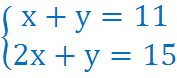 x + y = 11
2x + y = 15